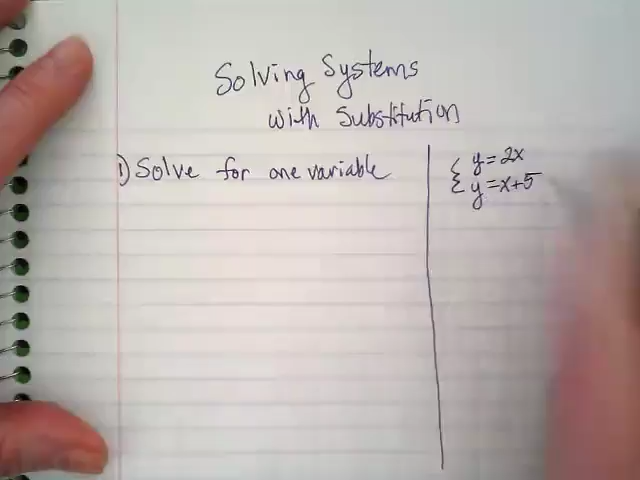 Solving Systems
with Substitution
1) Solve for one variable
{ y = 2x
y = x+5